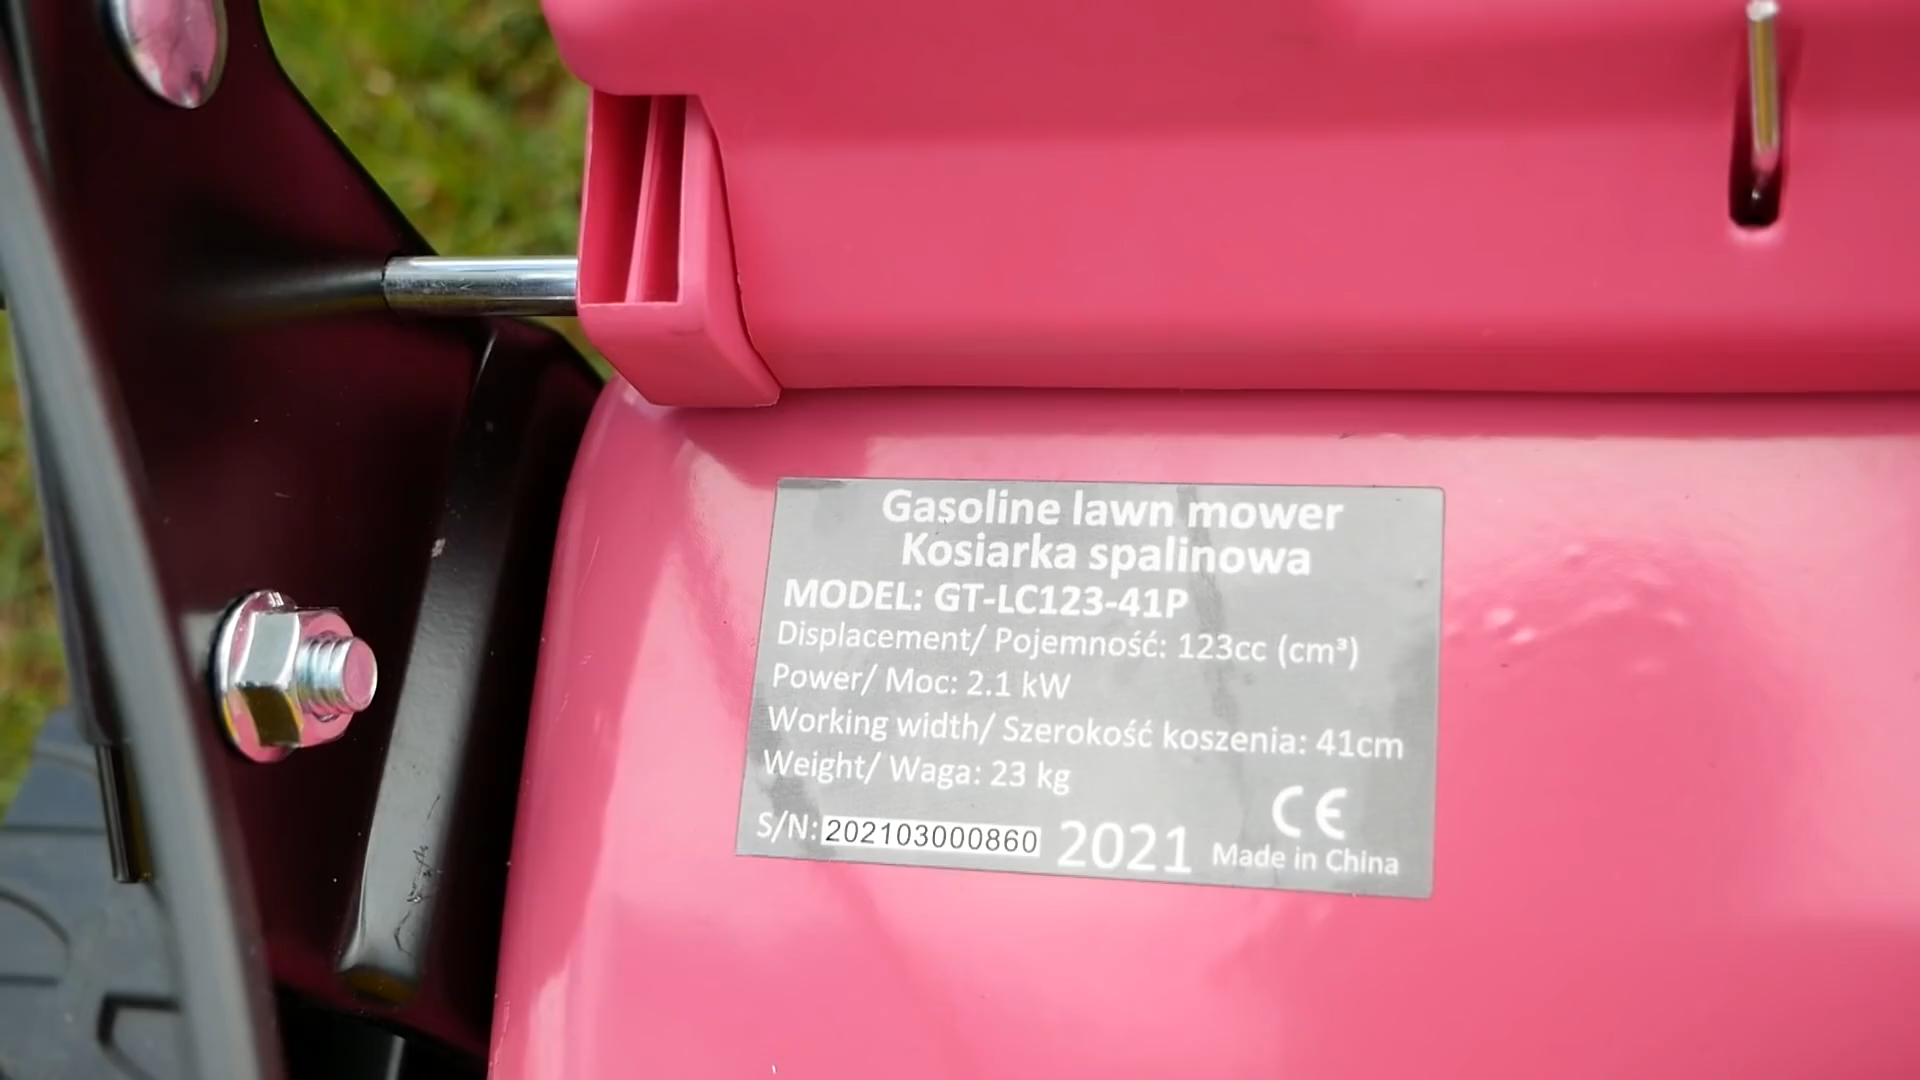 Gasoline lawn mower
Kosiarka spalinowa
MODEL: GT-LC123-41P
Displacement/ Pojemność: 123cc (cm³)
Power/ Moc: 2.1 kW
Working width/ Szerokość koszenia: 41cm
Weight/ Waga: 23 kg
CE
S/N: 202103000860 2021 Made in China